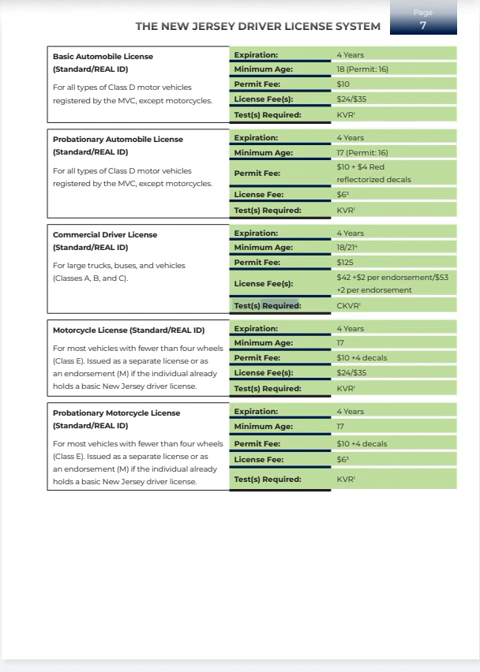 Page
THE NEW JERSEY DRIVER LICENSE SYSTEM
7
Basic Automobile License
(Standard/REAL ID)
For all types of Class D motor vehicles
registered by the MVC, except motorcycles.
Expiration: 4 Years
Minimum Age: 18 (Permit: 16)
Permit Fee: $10
License Fee(s): $24/$35
Test(s) Required: KVR¹
Probationary Automobile License
(Standard/REAL ID)
For all types of Class D motor vehicles
registered by the MVC, except motorcycles.
Expiration: 4 Years
Minimum Age: 17 (Permit: 16)
Permit Fee: $10 + $4 Red
reflectorized decals
License Fee: $6³
Test(s) Required: KVR¹
Commercial Driver License
(Standard/REAL ID)
For large trucks, buses, and vehicles
(Classes A, B, and C).
Expiration: 4 Years
Minimum Age: 18/21⁴
Permit Fee: $125
License Fee(s): $42 +$2 per endorsement/$53
+2 per endorsement
Test(s) Required: CKVR¹
Motorcycle License (Standard/REAL ID)
For most vehicles with fewer than four wheels
(Class E). Issued as a separate license or as
an endorsement (M) if the individual already
holds a basic New Jersey driver license.
Expiration: 4 Years
Minimum Age: 17
Permit Fee: $10 +4 decals
License Fee(s): $24/$35
Test(s) Required: KVR¹
Probationary Motorcycle License
(Standard/REAL ID)
For most vehicles with fewer than four wheels
(Class E). Issued as a separate license or as
an endorsement (M) if the individual already
holds a basic New Jersey driver license.
Expiration: 4 Years
Minimum Age: 17
Permit Fee: $10 +4 decals
License Fee: $6³
Test(s) Required: KVR¹